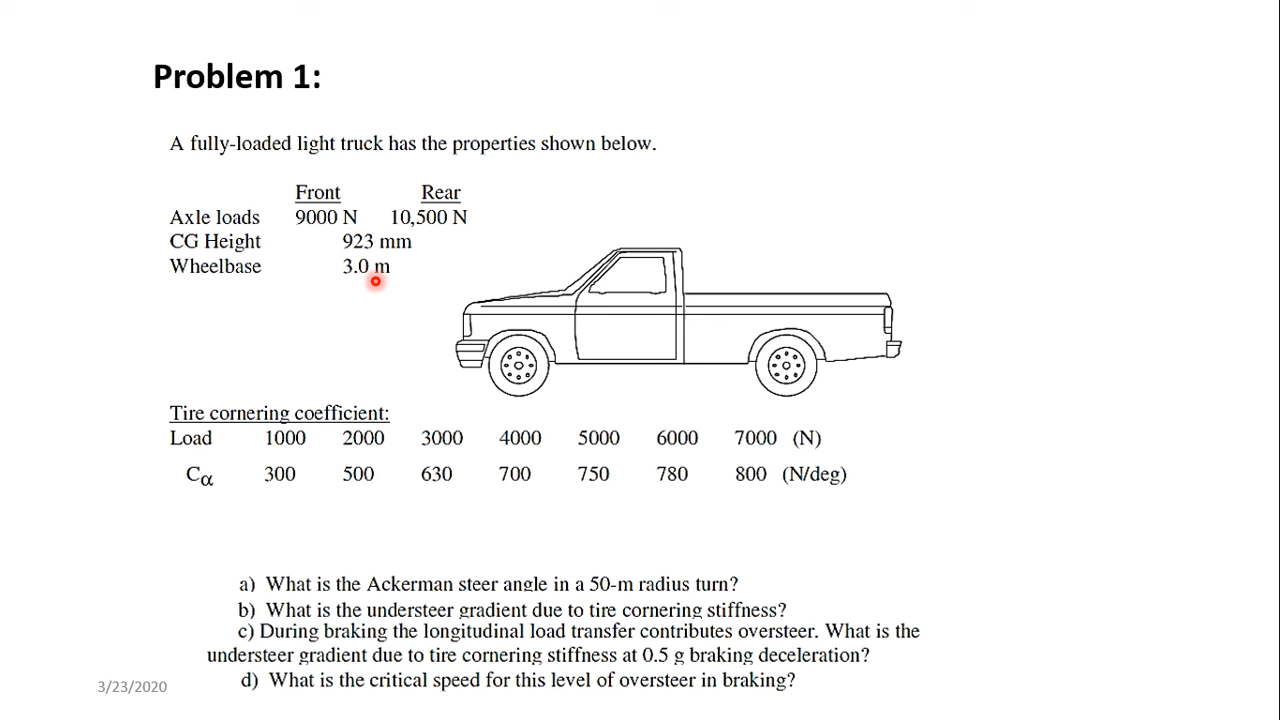 Problem 1:
A fully-loaded light truck has the properties shown below.
Front Rear
Axle loads 9000 N 10,500 N
CG Height 923 mm
Wheelbase 3.0 m
Tire cornering coefficient:
Load 1000 2000 3000 4000 5000 6000 7000 (N)
Cα 300 500 630 700 750 780 800 (N/deg)
a) What is the Ackerman steer angle in a 50-m radius turn?
b) What is the understeer gradient due to tire cornering stiffness?
c) During braking the longitudinal load transfer contributes oversteer. What is the
understeer gradient due to tire cornering stiffness at 0.5 g braking deceleration?
d) What is the critical speed for this level of oversteer in braking?
3/23/2020